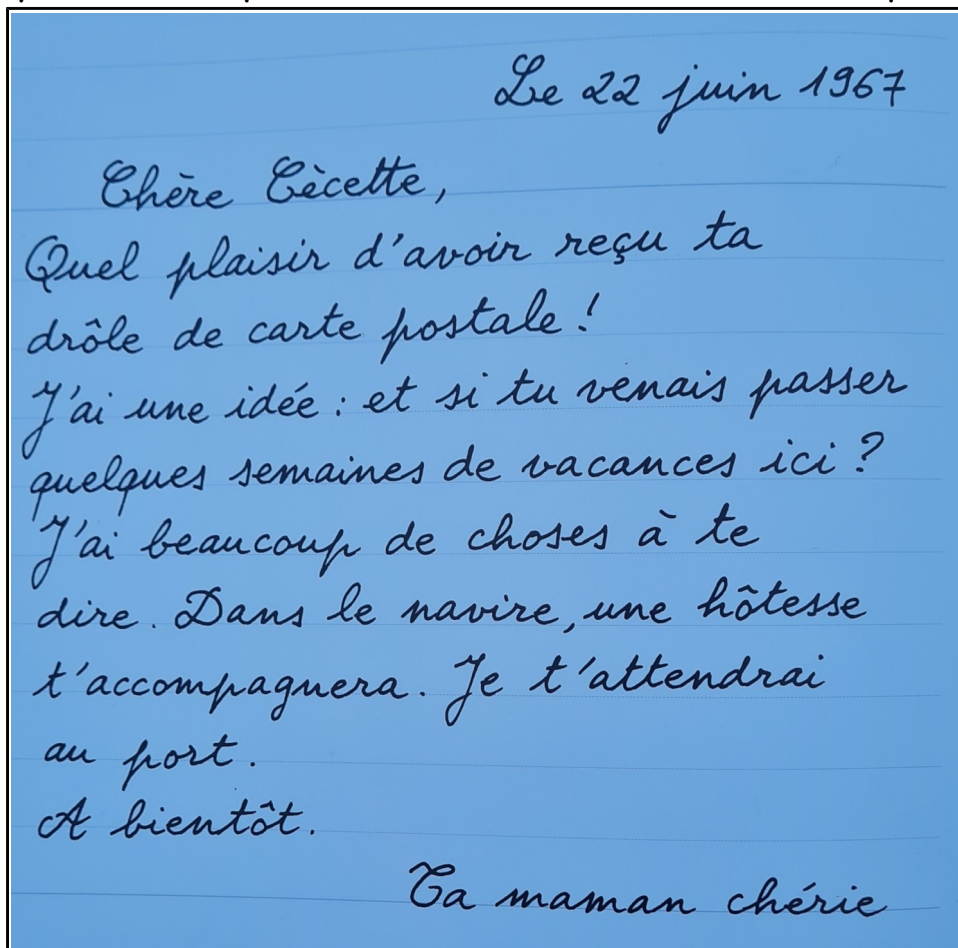 Le 22 juin 1967
Chère Cècette,
Quel plaisir d'avoir reçu ta
drôle de carte postale !
J'ai une idée : et si tu venais passer
quelques semaines de vacances ici ?
J'ai beaucoup de choses à te
dire. Dans le navire, une hôtesse
t'accompagnera. Je t'attendrai
au port.
A bientôt.
Ta maman chérie